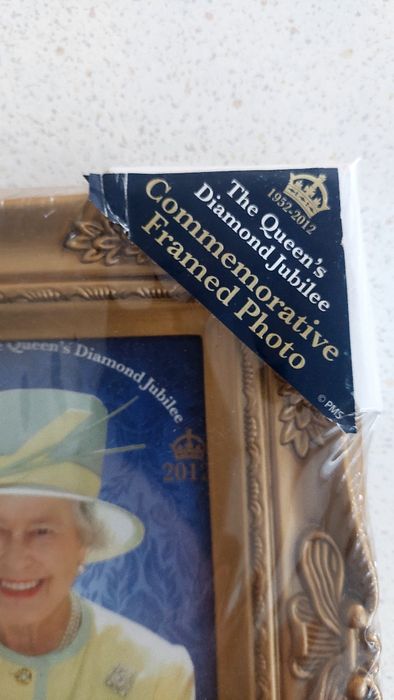 1952-2012
The Queen's
Diamond Jubilee
Commemorative
Framed Photo
© PMS
Queen's Diamond Jubilee
2012